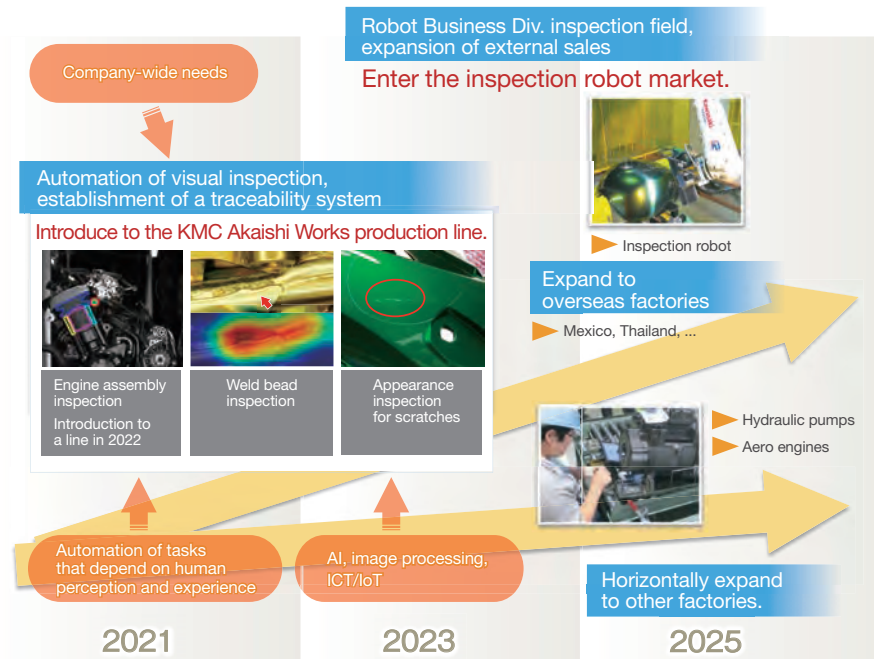 Robot Business Div. inspection field,
expansion of external sales
Enter the inspection robot market.
Company-wide needs
Automation of visual inspection,
establishment of a traceability system
Introduce to the KMC Akaishi Works production line.
Engine assembly
inspection
Introduction to
a line in 2022
Weld bead
inspection
Appearance
inspection
for scratches
Inspection robot
Expand to
overseas factories
Mexico, Thailand, ...
Hydraulic pumps
Aero engines
Automation of tasks
that depend on human
perception and experience
AI, image processing,
ICT/IoT
Horizontally expand
to other factories.
2021
2023
2025